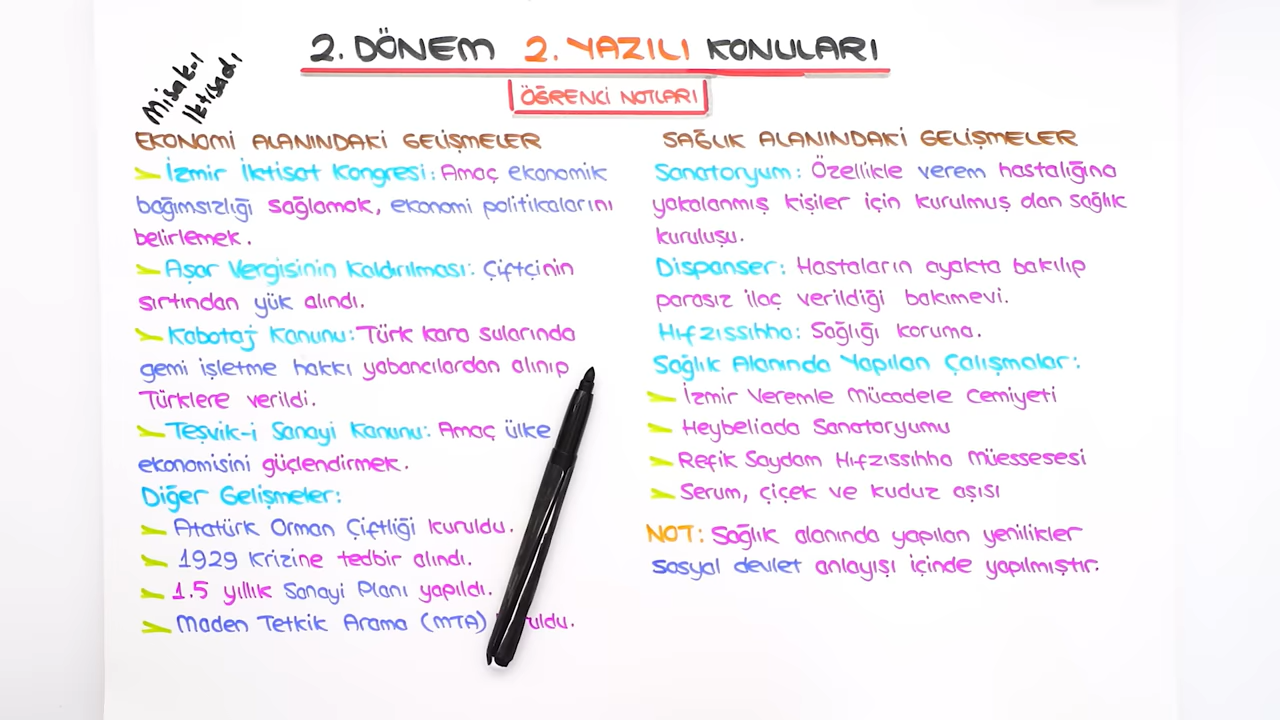 2. DÖNEM 2. YAZILI KONULARI
ÖĞRENCİ NOTLARI
Misak-ı
İktisadı
EKONOMİ ALANINDAKİ GELİŞMELER
İzmir İktisat Kongresi: Amaç ekonomik
bağımsızlığı sağlamak, ekonomi politikalarını
belirlemek.
Aşar Vergisinin Kaldırılması: Çiftçinin
sırtından yük alındı.
Kabotaj Kanunu: Türk kara sularında
gemi işletme hakkı yabancılardan alınıp
Türklere verildi.
Teşvik-i Sanayi Kanunu: Amaç ülke
ekonomisini güçlendirmek.
Diğer Gelişmeler:
Atatürk Orman Çiftliği kuruldu.
1929 Krizine tedbir alındı.
1.5 yıllık Sanayi Planı yapıldı.
Maden Tetkik Arama (MTA) uldu.
SAĞLIK ALANINDAKİ GELİŞMELER
Sanatoryum: Özellikle verem hastalığına
yakalanmış kişiler için kurulmuş olan sağlık
kuruluşu.
Dispanser: Hastaların ayakta bakılıp
parasız ilaç verildiği bakımevi.
Hıfzıssıhha: Sağlığı koruma.
Sağlık Alanında Yapılan Çalışmalar:
İzmir Veremle Mücadele Cemiyeti
Heybeliada Sanatoryumu
Refik Saydam Hıfzıssıhha Müessesesi
Serum, çiçek ve kuduz aşısı
NOT: Sağlık alanında yapılan yenilikler
sosyal devlet anlayışı içinde yapılmıştır.